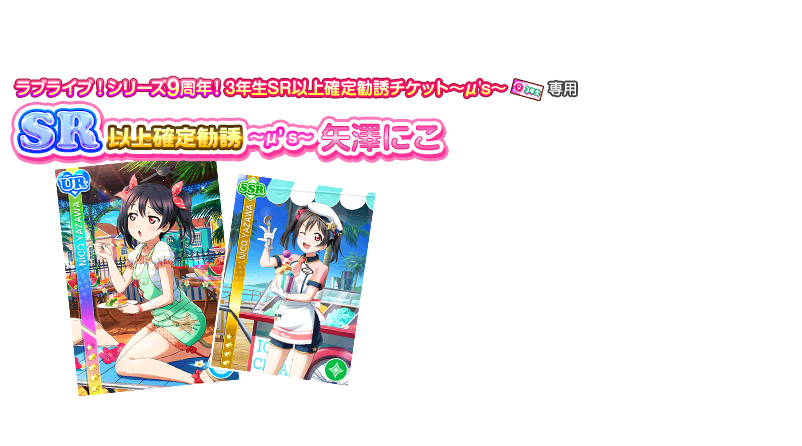 ラブライブ!シリーズ9周年!3年生SR以上確定勧誘チケット～μ's～ 専用
SR以上確定勧誘～μ's～矢澤にこ
UR
NICO YAZAWA
SSR
NICO YAZAWA